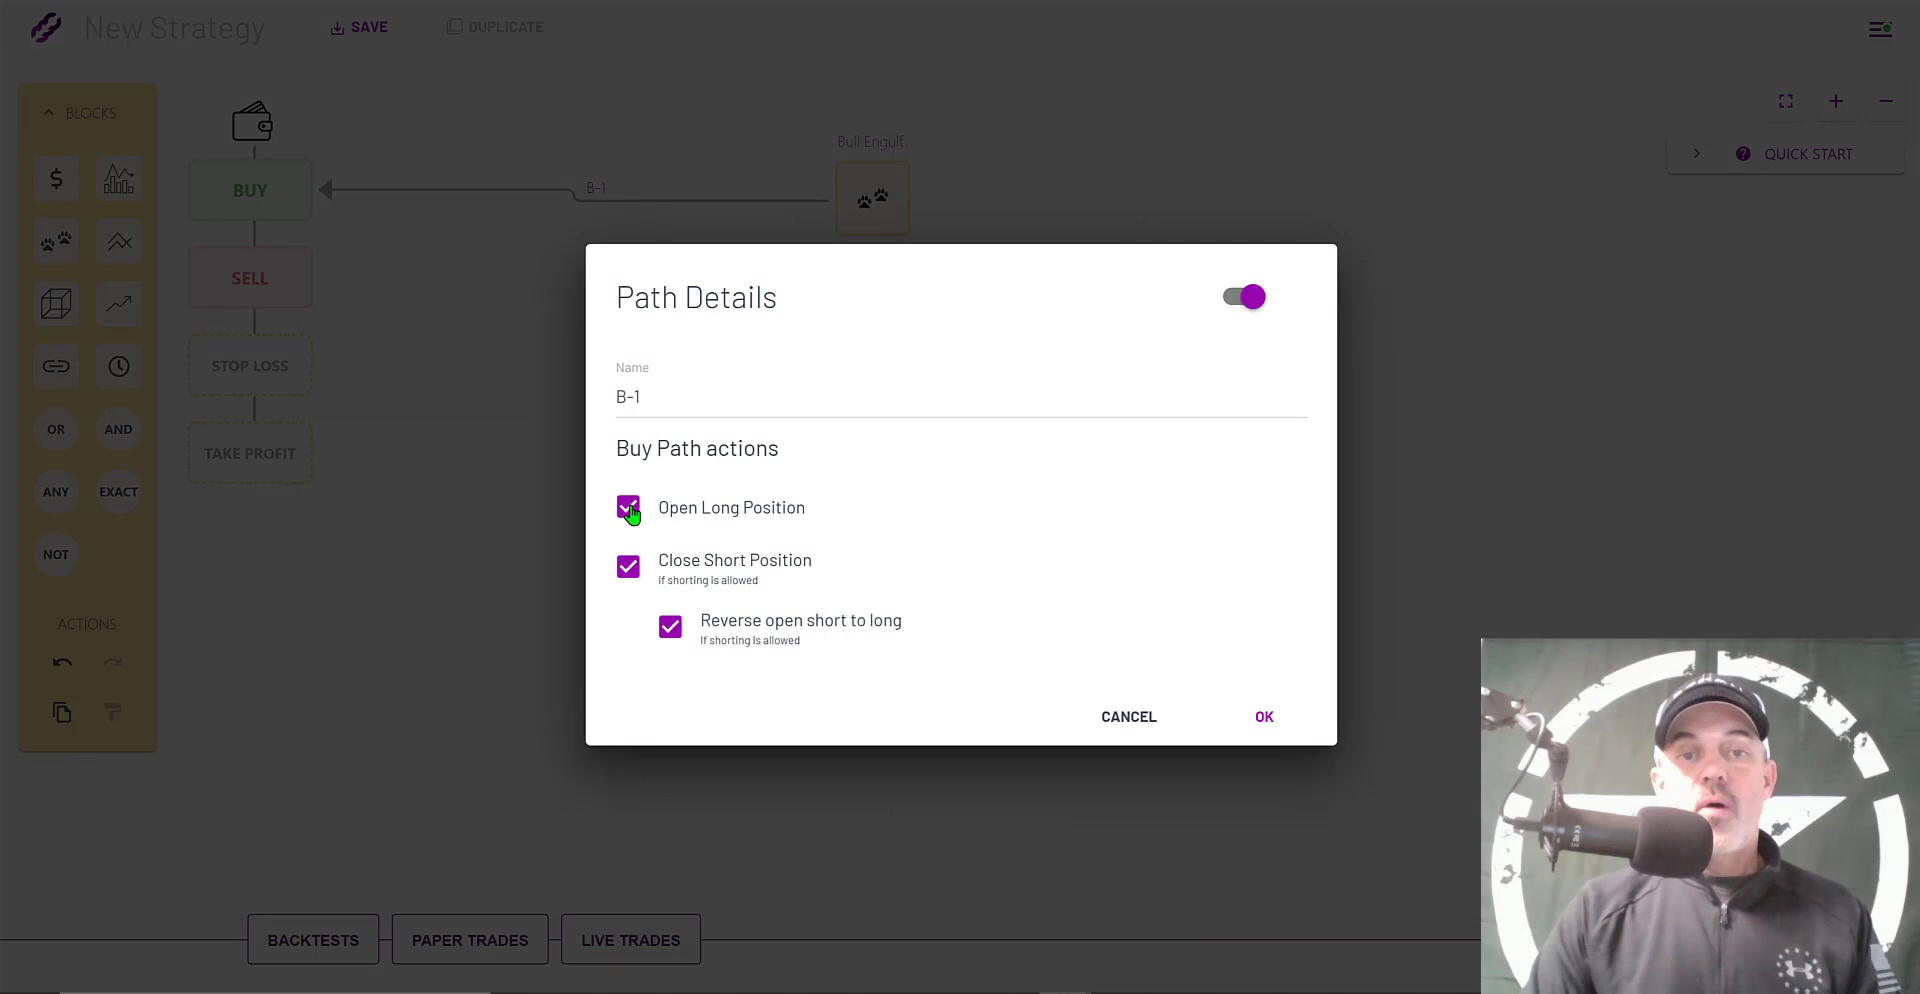 New Strategy
SAVE
DUPLICATE
BLOCKS
Bull Engulf..
QUICK START
BUY
B-1
SELL
Path Details
Name
B-1
STOP LOSS
OR
AND
TAKE PROFIT
Buy Path actions
ANY
EXACT
Open Long Position
NOT
Close Short Position
If shorting is allowed
Reverse open short to long
If shorting is allowed
ACTIONS
CANCEL
OK
BACKTESTS
PAPER TRADES
LIVE TRADES